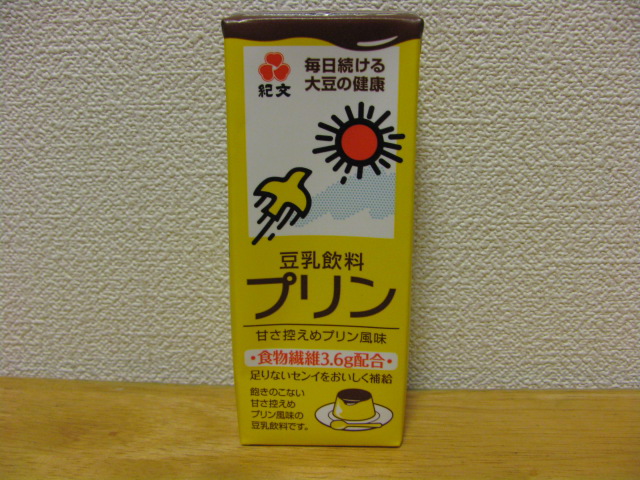 紀文
毎日続ける
大豆の健康
豆乳飲料
プリン
甘さ控えめプリン風味
・食物繊維3.6g配合・
足りないセンイをおいしく補給
飽きのこない
甘さ控えめ
プリン風味の
豆乳飲料です。